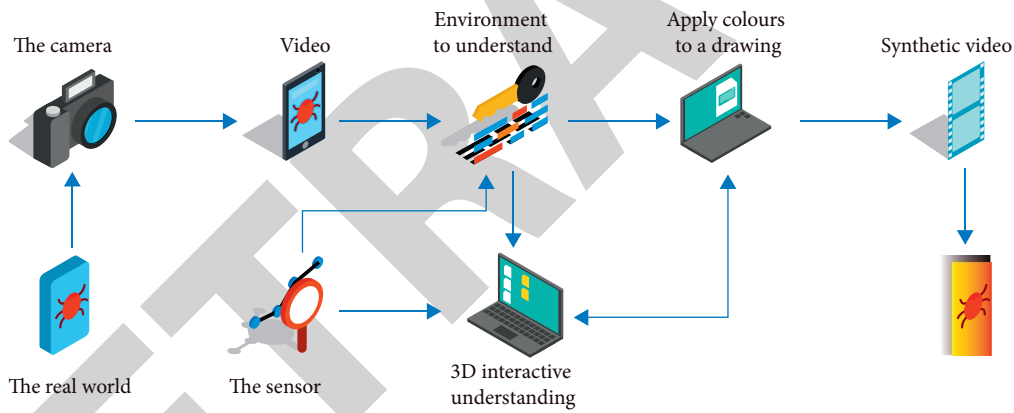 The camera
Video
Environment
to understand
Apply colours
to a drawing
Synthetic video
The real world
The sensor
3D interactive
understanding